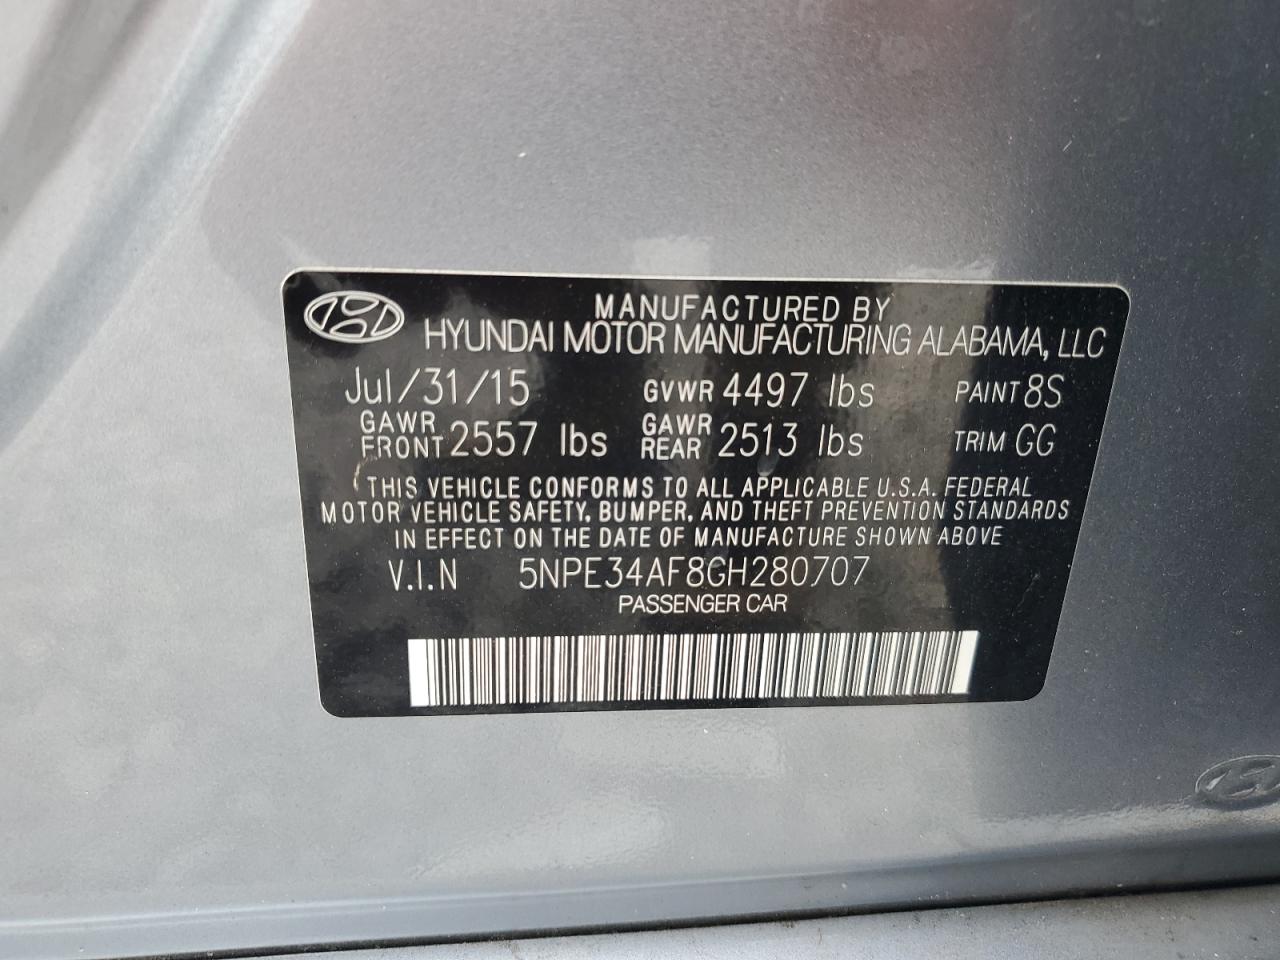 MANUFACTURED BY
HYUNDAI MOTOR MANUFACTURING ALABAMA, LLC
Jul/31/15 GVWR 4497 lbs PAINT 8S
GAWR FRONT 2557 lbs GAWR REAR 2513 lbs TRIM GG
THIS VEHICLE CONFORMS TO ALL APPLICABLE U.S.A. FEDERAL
MOTOR VEHICLE SAFETY, BUMPER, AND THEFT PREVENTION STANDARDS
IN EFFECT ON THE DATE OF MANUFACTURE SHOWN ABOVE
V.I.N 5NPE34AF8GH280707
PASSENGER CAR